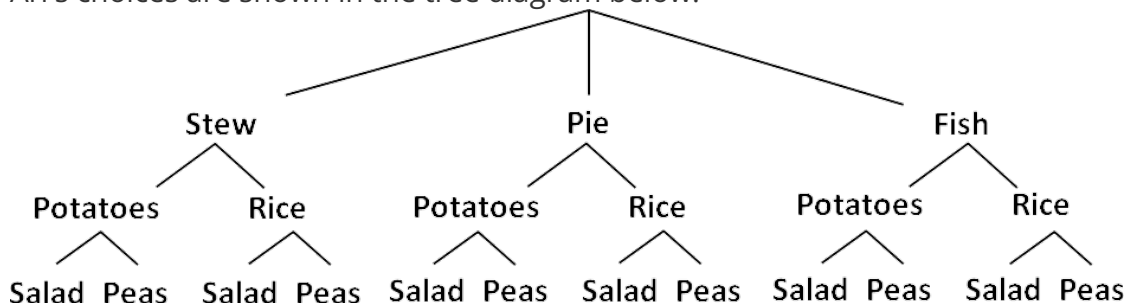 choices are shown in the tree diagram below.
Stew Pie Fish
Potatoes Rice Potatoes Rice Potatoes Rice
Salad Peas Salad Peas Salad Peas Salad Peas Salad Peas Salad Peas